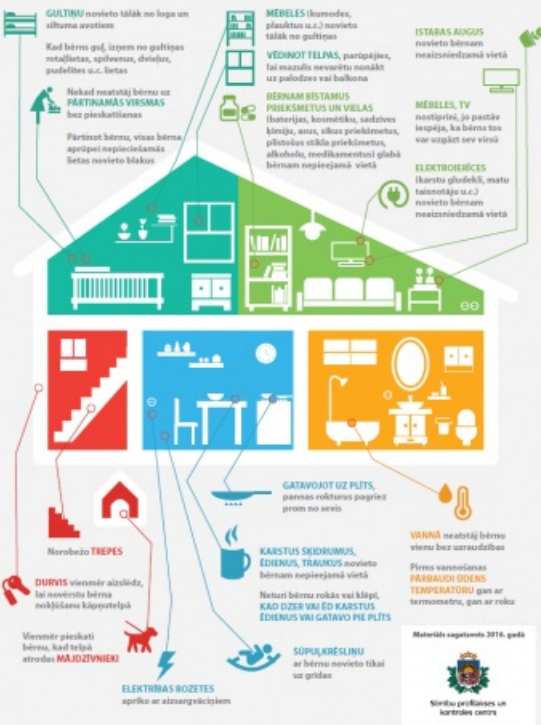 GULTIŅU novieto tālāk no loga un
siltuma avotiem
Kad bērnu guļ, izņem no gultiņas
rotaļlietas, spilvenus, dvieļus,
pudelītes u.c. lietas
Nekad neatstāj bērnu uz
PĀRTINAMĀS VIRSMAS
bez pieskatīšanas
Pārtinot bērnu, visas bērna
aprūpei nepieciešamās
lietas novieto blakus
MĒBELES (kumodes,
plauktus u.c.) novieto
tālāk no gultiņas
VĒDINOT TELPAS, parūpējies,
lai mazulis nevarētu nonākt
uz palodzes vai balkona
BĒRNAM BĪSTAMUS
PRIEKŠMETUS UN VIELAS
(baterijas, kosmētiku, sadzīves
ķīmiju, asus, sīkus priekšmetus,
plīstošus stikla priekšmetus,
alkoholu, medikamentus) glabā
bērnam nepieejamā vietā
ISTABAS AUGUS
novieto bērnam
neaizsniedzamā vietā
MĒBELES, TV
nostiprini, jo pastāv
iespēja, ka bērns tos
var uzgāzt sev virsū
ELEKTROIERĪCES
(karstu gludekli, matu
taisnotāju u.c.)
novieto bērnam
neaizsniedzamā vietā
Norobežo TREPES
DURVIS vienmēr aizslēdz,
lai novērstu bērna
nokļūšanu kāpņutelpā
Vienmēr pieskati
bērnu, kad telpā
atrodas MĀJDZĪVNIEKI
ELEKTRĪBAS ROZETES
aprīko ar aizsargvāciņiem
GATAVOJOT UZ PLĪTS,
pannas rokturus pagriez
prom no sevis
KARSTUS ŠĶIDRUMUS,
ĒDIENUS, TRAUKUS novieto
bērnam nepieejamā vietā
Neturi bērnu rokās vai klēpī,
KAD DZER VAI ĒD KARSTUS
ĒDIENUS VAI GATAVO PIE PLĪTS
ŠŪPUĻKRĒSLIŅU
ar bērnu novieto tikai
uz grīdas
VANNĀ neatstāj bērnu
vienu bez uzraudzības
Pirms vannošanas
PĀRBAUDI ŪDENS
TEMPERATŪRU gan ar
termometru, gan ar roku
Materiāls sagatavots 2016. gadā
Slimību profilakses un
kontroles centrs